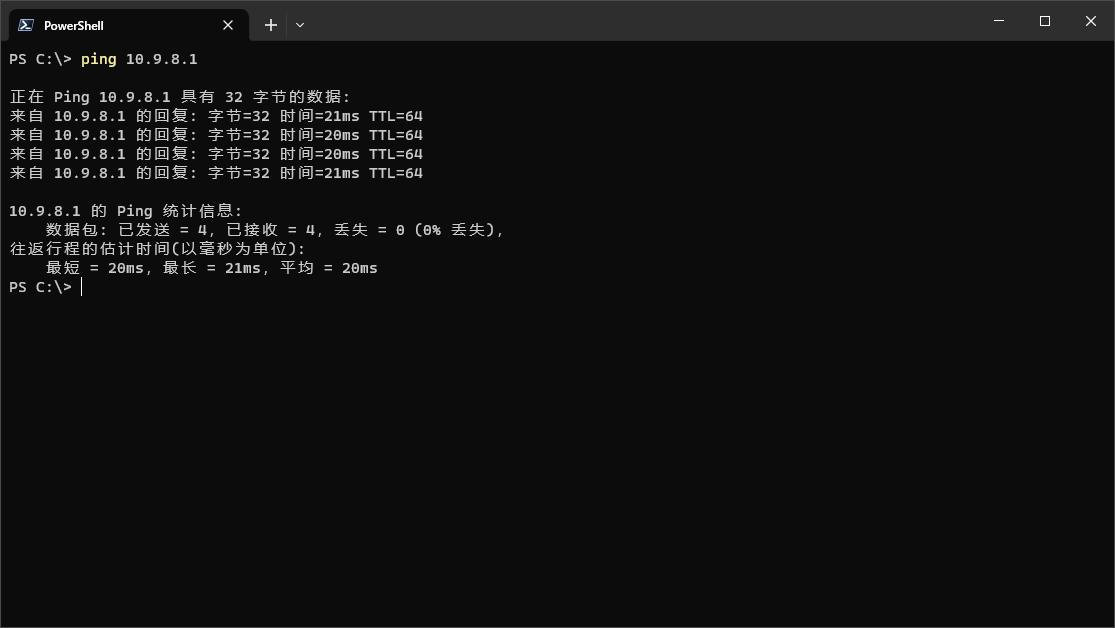 PowerShell
PS C:\> ping 10.9.8.1
正在 Ping 10.9.8.1 具有 32 字节的数据:
来自 10.9.8.1 的回复: 字节=32 时间=21ms TTL=64
来自 10.9.8.1 的回复: 字节=32 时间=20ms TTL=64
来自 10.9.8.1 的回复: 字节=32 时间=20ms TTL=64
来自 10.9.8.1 的回复: 字节=32 时间=21ms TTL=64
10.9.8.1 的 Ping 统计信息:
    数据包: 已发送 = 4, 已接收 = 4, 丢失 = 0 (0% 丢失),
往返行程的估计时间(以毫秒为单位):
    最短 = 20ms, 最长 = 21ms, 平均 = 20ms
PS C:\>